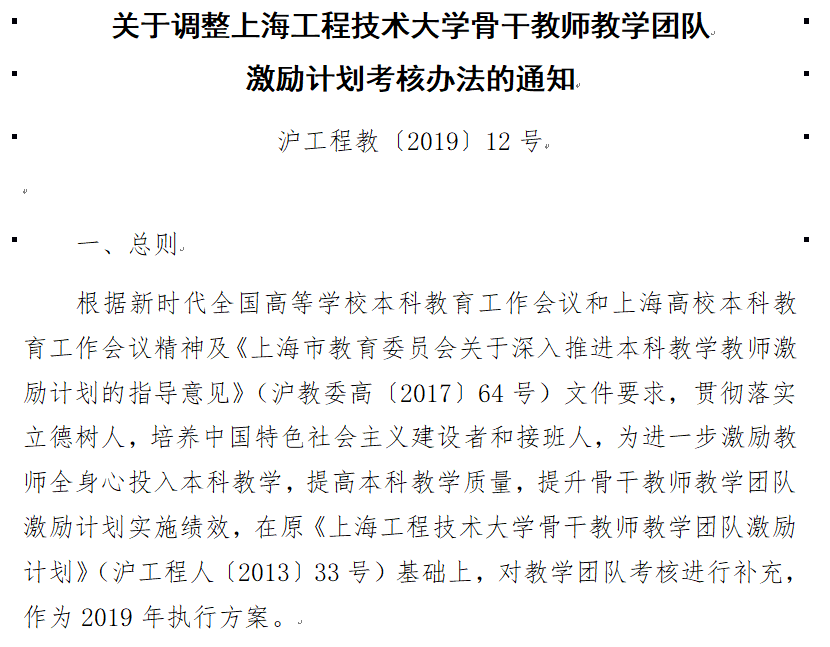 关于调整上海工程技术大学骨干教师教学团队
激励计划考核办法的通知
沪工程教〔2019〕12 号
一、总则
根据新时代全国高等学校本科教育工作会议和上海高校本科教
育工作会议精神及《上海市教育委员会关于深入推进本科教学教师激
励计划的指导意见》（沪教委高〔2017〕64 号）文件要求，贯彻落实
立德树人，培养中国特色社会主义建设者和接班人，为进一步激励教
师全身心投入本科教学，提高本科教学质量，提升骨干教师教学团队
激励计划实施绩效，在原《上海工程技术大学骨干教师教学团队激励
计划》（沪工程人〔2013〕33 号）基础上，对教学团队考核进行补充，
作为 2019 年执行方案。